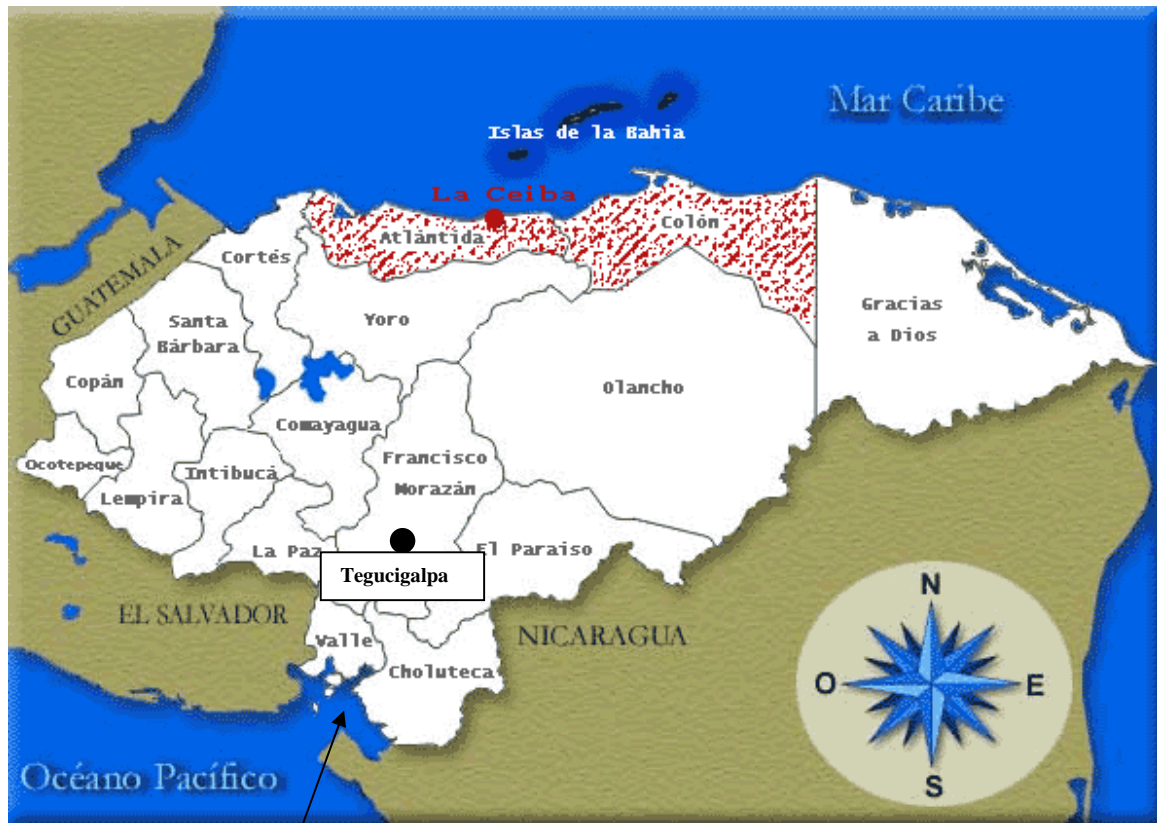 Mar Caribe
Islas de la Bahia
La Ceiba
Atlántida
Colón
Cortés
GUATEMALA
Yoro
Gracias
a Dios
Santa
Bárbara
Copán
Olancho
Comayagua
Francisco
Morazán
Ocotepeque
Intibucá
Lempira
La Paz
El Paraiso
Tegucigalpa
EL SALVADOR
NICARAGUA
Valle
Choluteca
N
O
E
S
Océano Pacífico